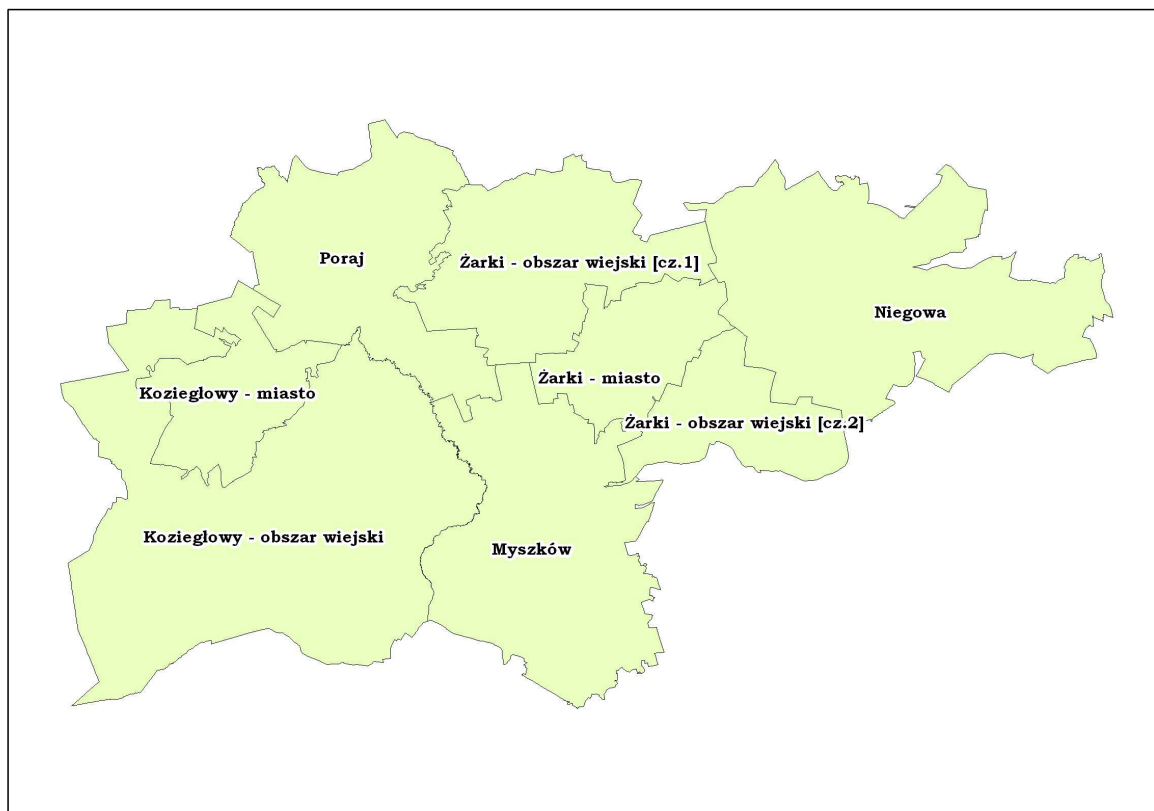 Poraj
Żarki - obszar wiejski [cz.1]
Niegowa
Żarki - miasto
Koziegłowy - miasto
Żarki - obszar wiejski [cz.2]
Koziegłowy - obszar wiejski
Myszków